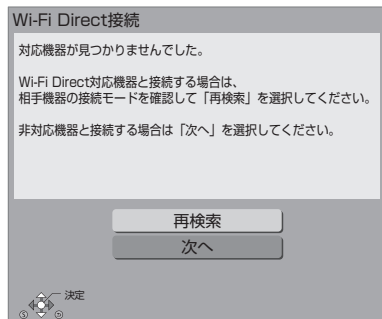 Wi-Fi Direct接続
対応機器が見つかりませんでした。
Wi-Fi Direct対応機器と接続する場合は、
相手機器の接続モードを確認して「再検索」を選択してください。
非対応機器と接続する場合は「次へ」を選択してください。
再検索
次へ
決定
S D